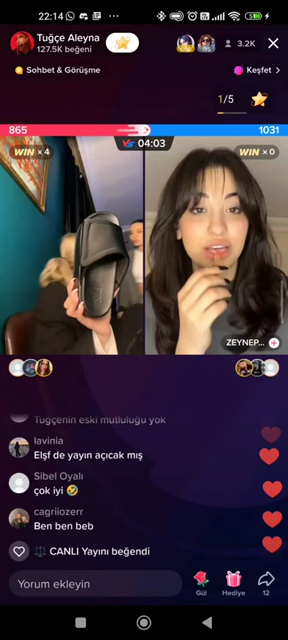 22:14
5
Tuğçe Aleyna
127.5K beğeni
3.2K
Sohbet & Görüşme
Keşfet >
1/5
865
1031
WIN × 4
VS 04:03
WIN × 0
ZEYNEP...
Tuğçenin eski mutluluğu yok
lavinia
Elşf de yayın açıcak mış
Sibel Oyalı
çok iyi 🤣
cagriiozerr
Ben ben beb
⚖️ CANLI Yayını beğendi
Yorum ekleyin
Gül
Hediye
12